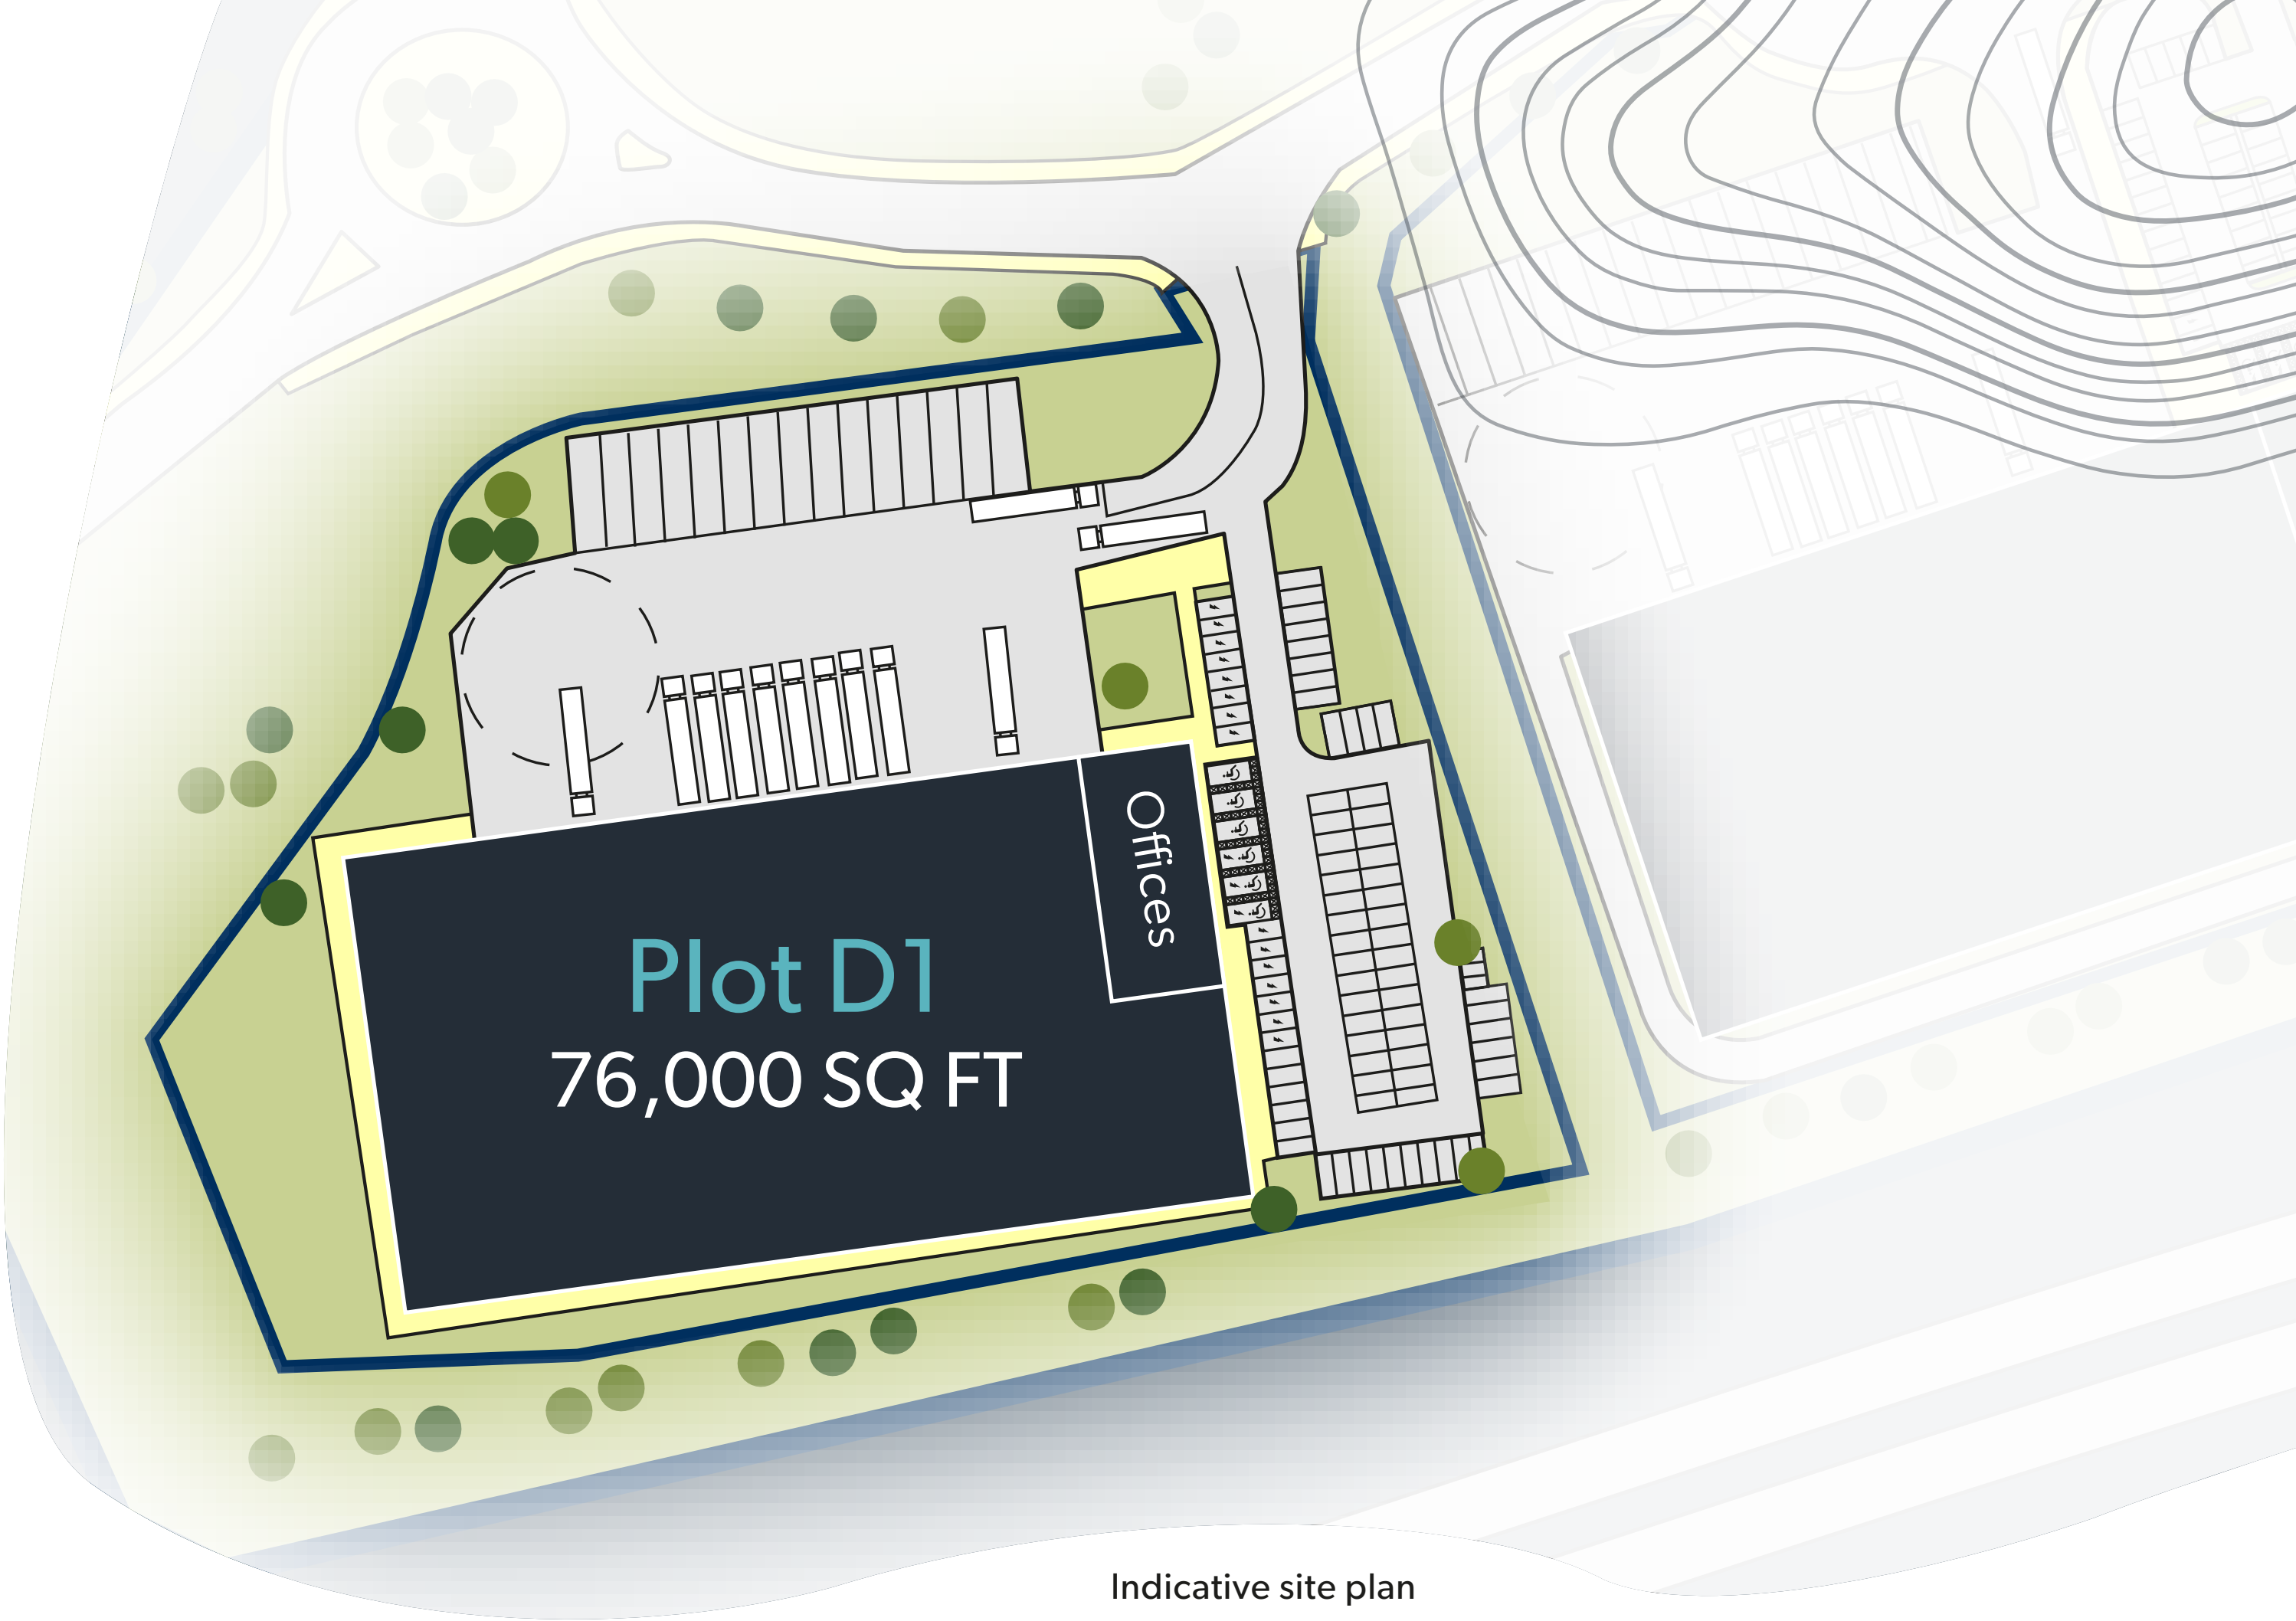 Offices
Plot D1
76,000 SQ FT
Indicative site plan